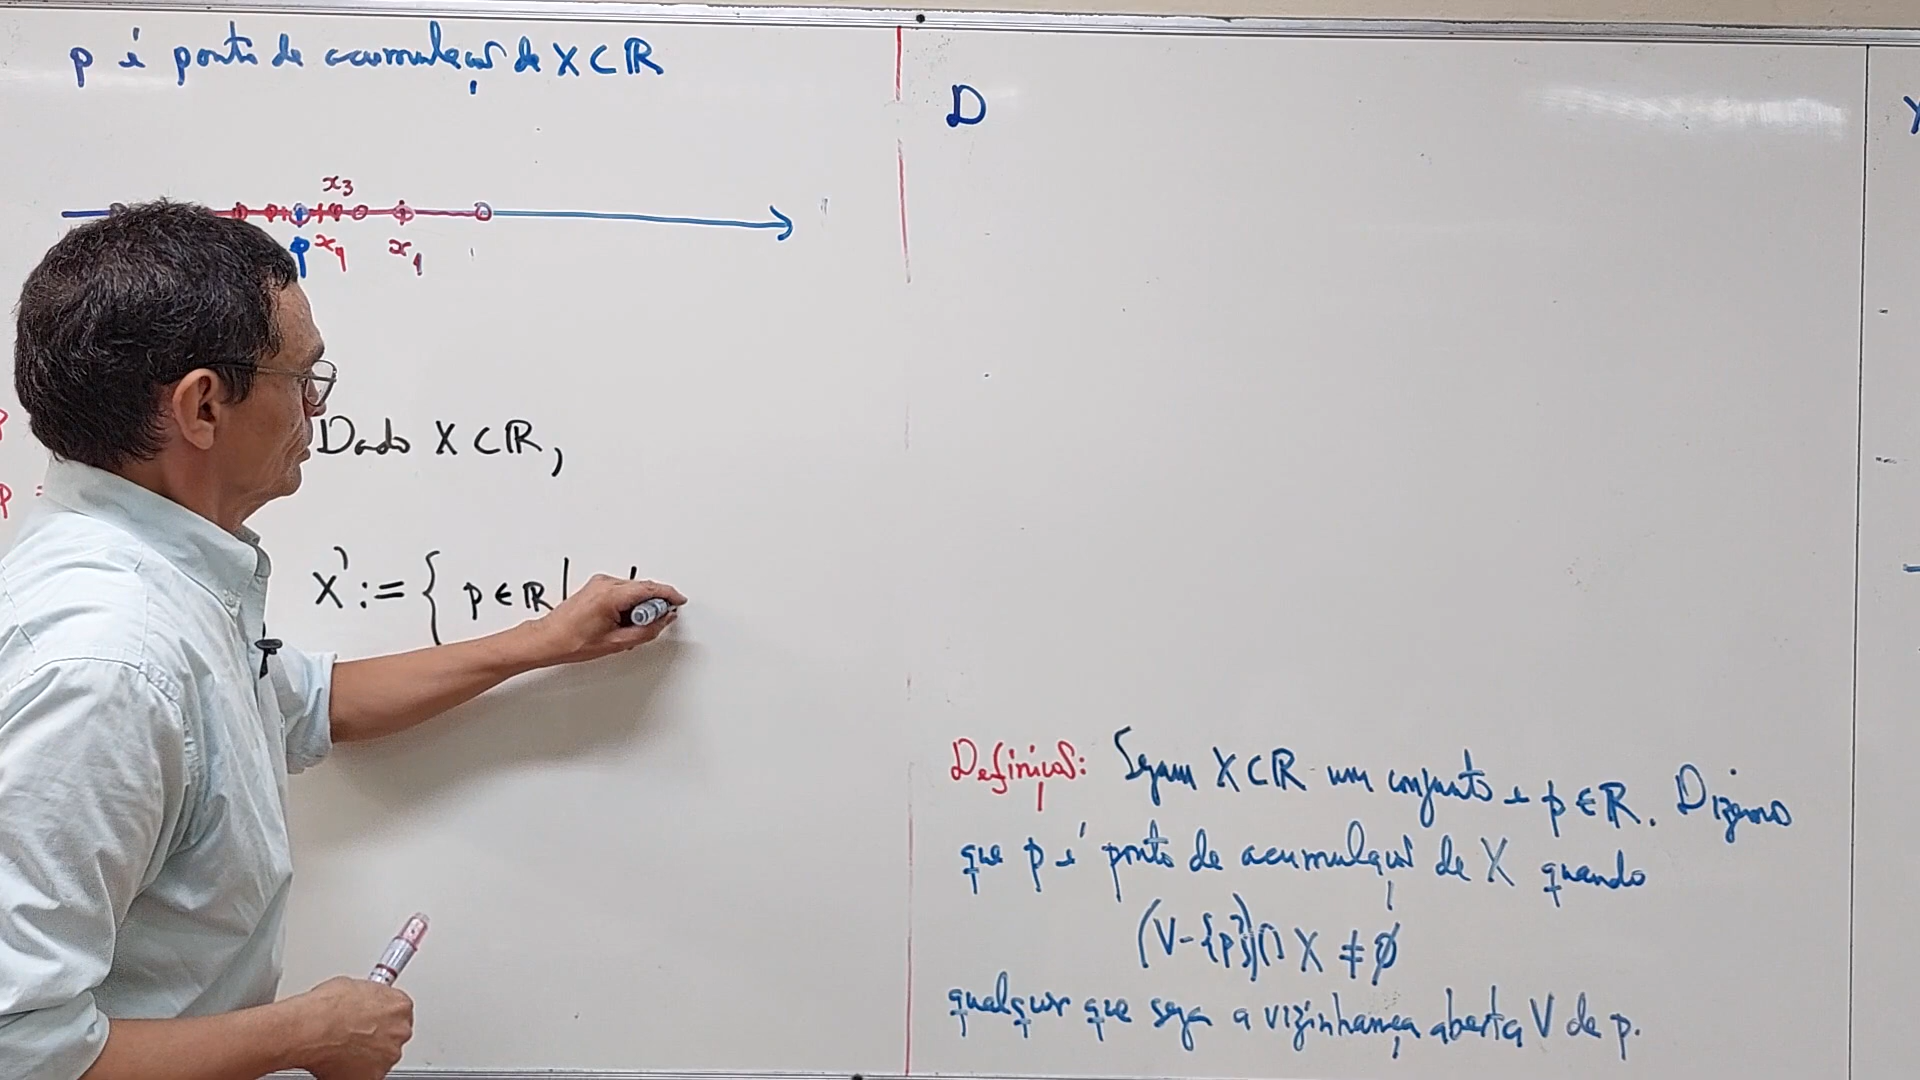 p é ponto de acumulação de X ⊂ ℝ
x₃
p x₄ x₁
Dado X ⊂ ℝ,
p =
X' := { p ∈ ℝ |
D
Definição: Sejam X ⊂ ℝ um conjunto e p ∈ ℝ. Dizemos
que p é ponto de acumulação de X quando
(V-{p}) ∩ X ≠ ∅
qualquer que seja a vizinhança aberta V de p.